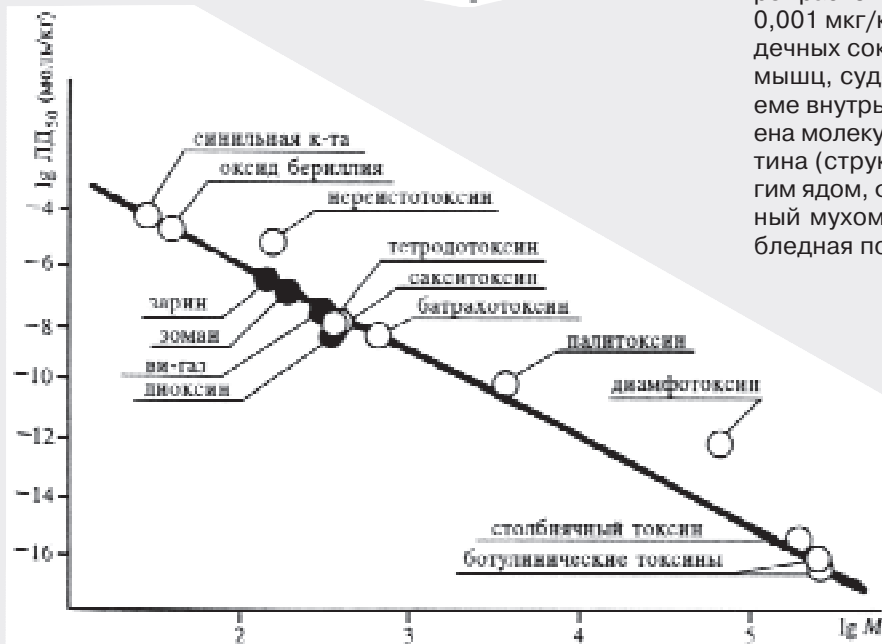 0,001 мкг/к
дечных сок
мышц, суд
еме внутры
ена молеку
тина (струк
гим ядом, о
ный мухом
бледная по
lg ЛД50 (моль/кг)
синильная к-та
оксид бериллия
нереистоксин
тетродотоксин
сакситоксин
батрахотоксин
зарин
зоман
ви-газ
диоксин
палитоксин
диамфотоксин
столбнячный токсин
ботулинические токсины
−4
−6
−8
−10
−12
−14
−16
2
3
4
5
lg M